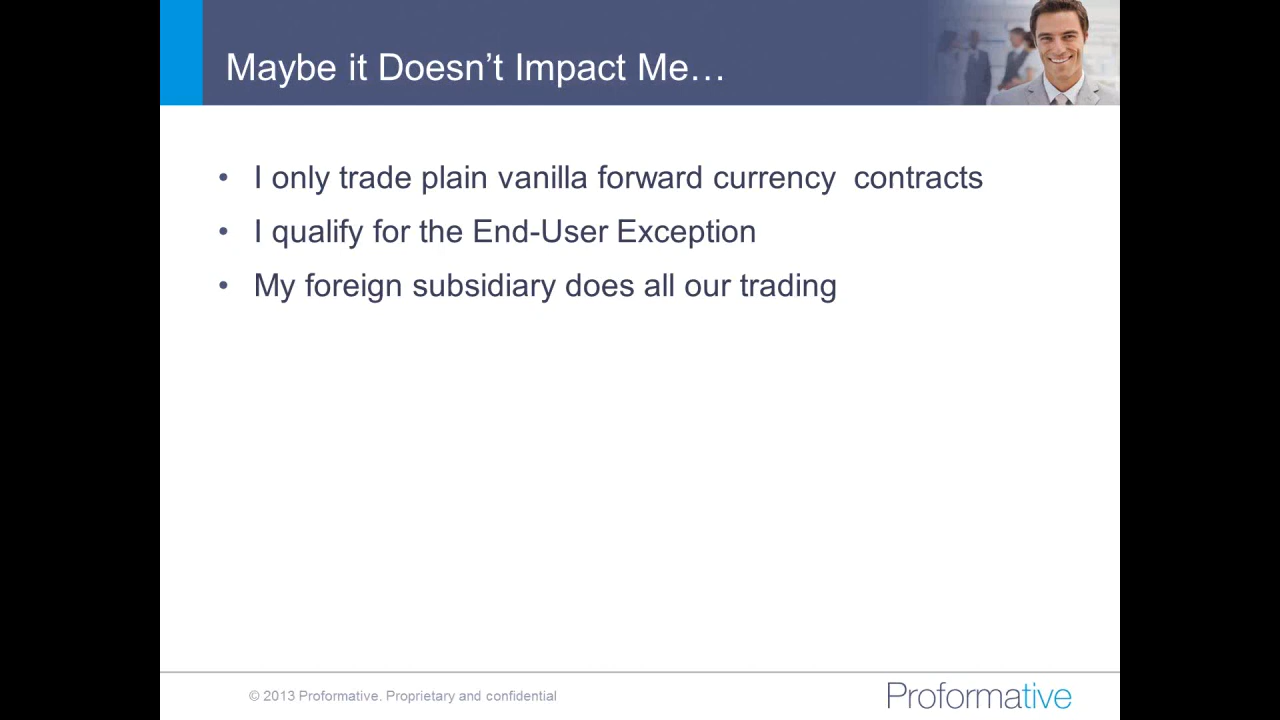 Maybe it Doesn’t Impact Me…
• I only trade plain vanilla forward currency  contracts
• I qualify for the End-User Exception
• My foreign subsidiary does all our trading
© 2013 Proformative. Proprietary and confidential
Proformative